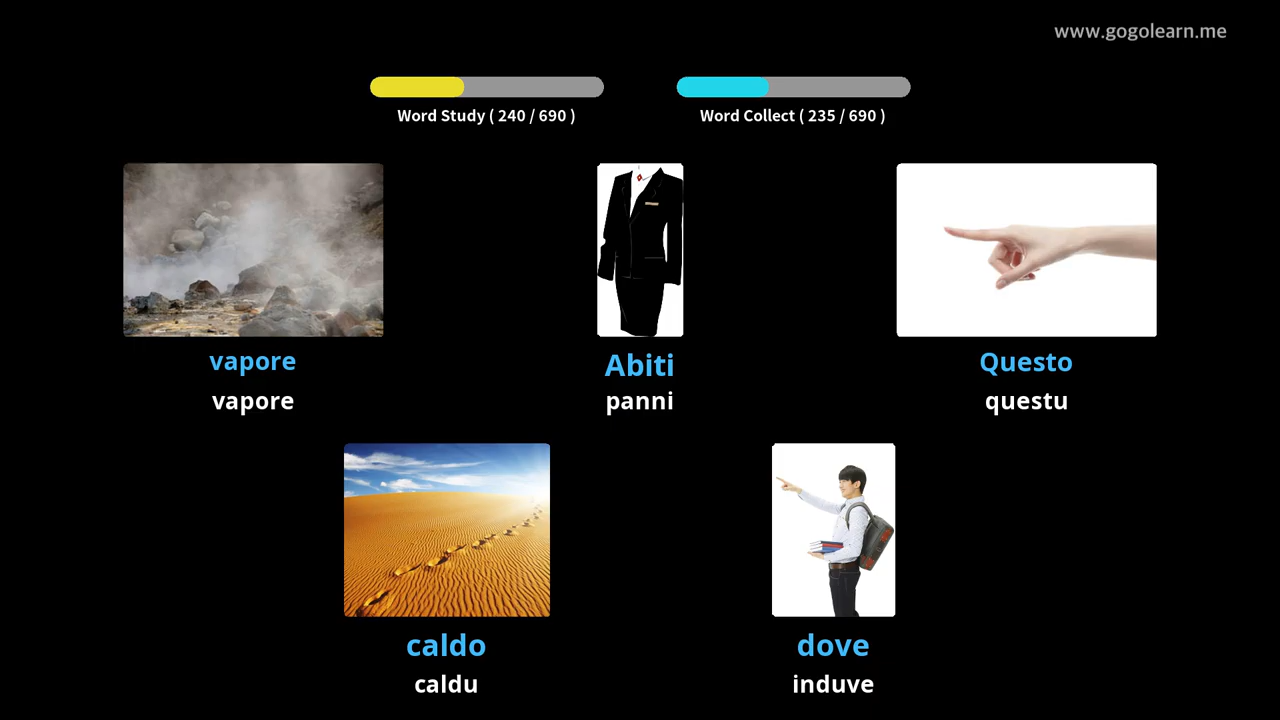 www.gogolearn.me
Word Study ( 240 / 690 )
Word Collect ( 235 / 690 )
vapore
vapore
Abiti
panni
Questo
questu
caldo
caldu
dove
induve